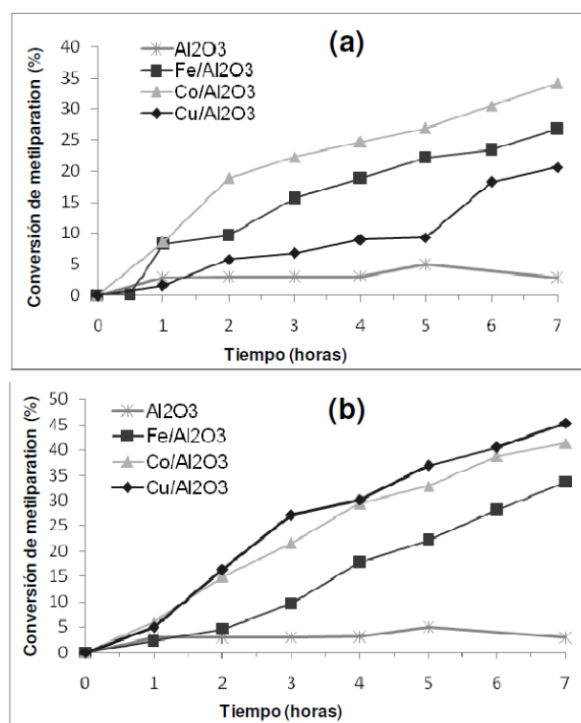 (a)
Al2O3
Fe/Al2O3
Co/Al2O3
Cu/Al2O3
Conversión de metilparation (%)
40
35
30
25
20
15
10
5
0
0 1 2 3 4 5 6 7
Tiempo (horas)
(b)
Al2O3
Fe/Al2O3
Co/Al2O3
Cu/Al2O3
Conversión de metilparation (%)
50
45
40
35
30
25
20
15
10
5
0
0 1 2 3 4 5 6 7
Tiempo (horas)